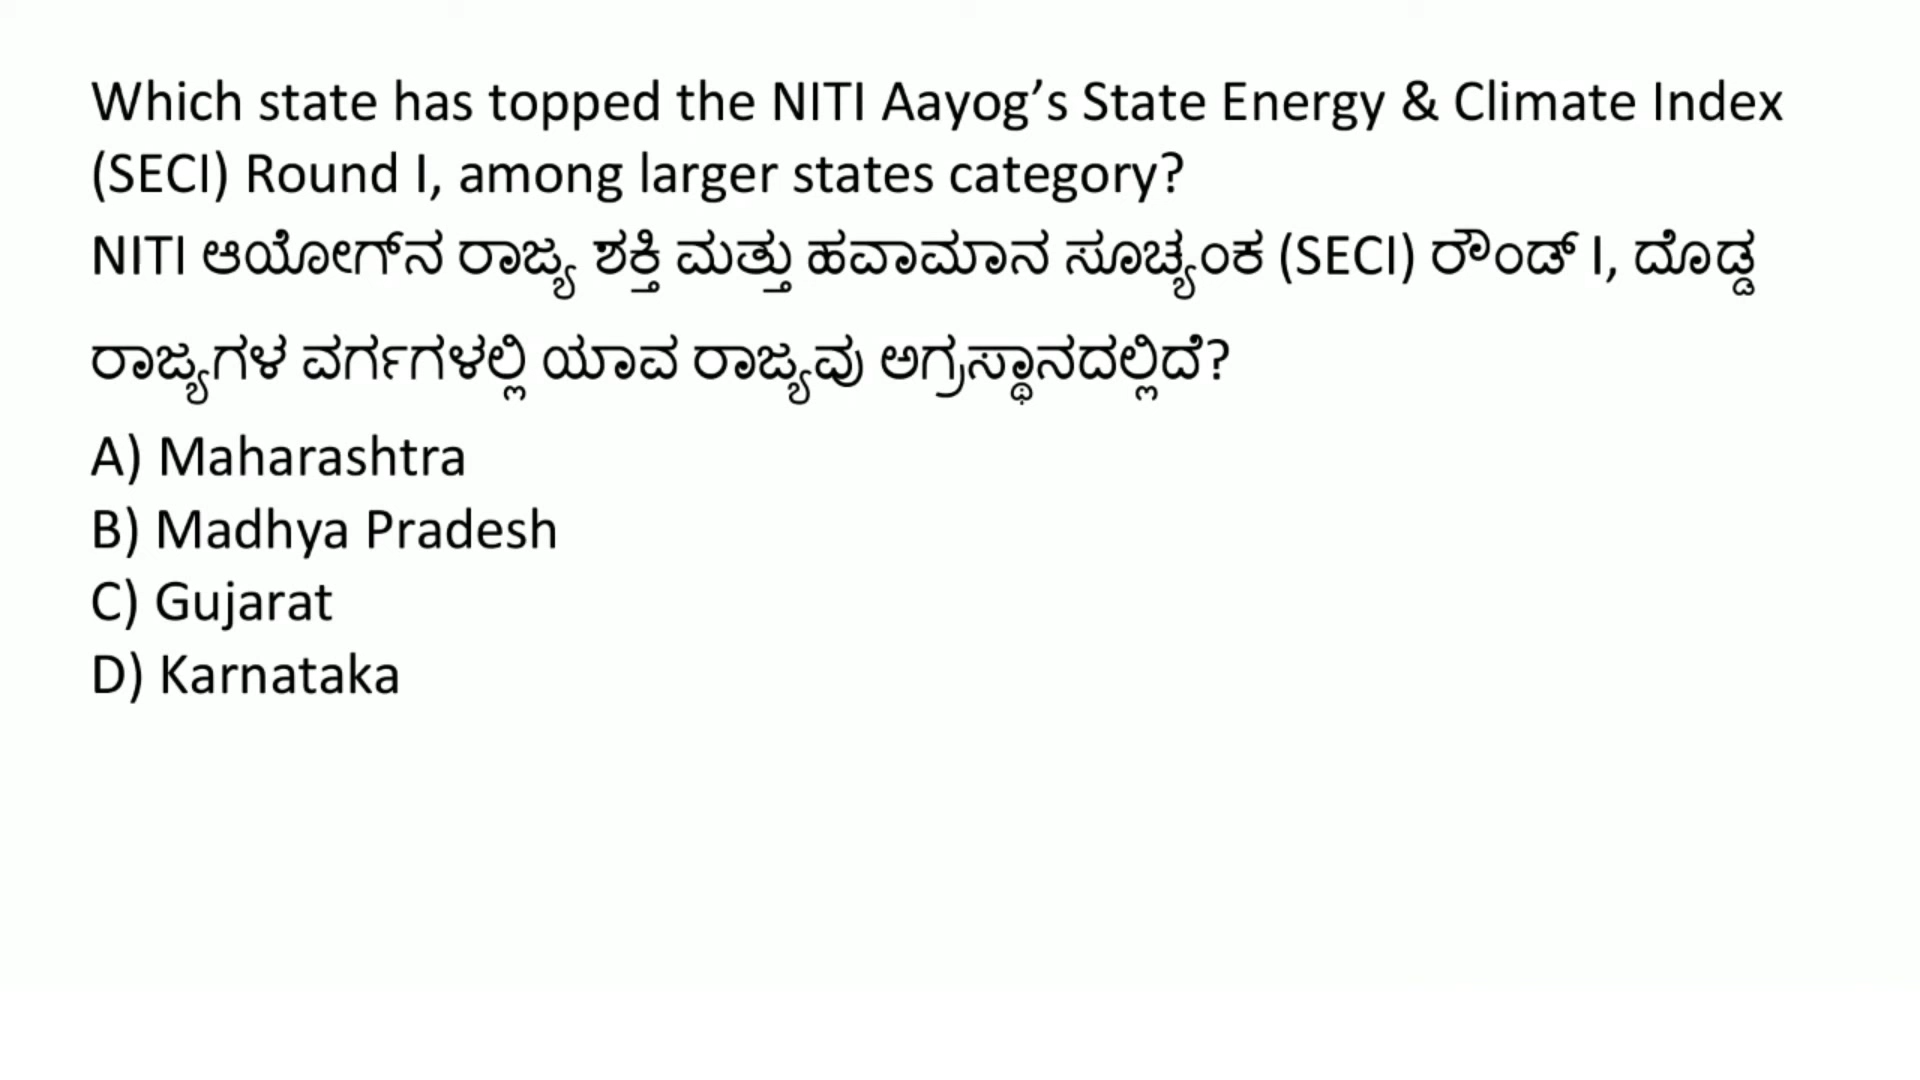 Which state has topped the NITI Aayog’s State Energy & Climate Index
(SECI) Round I, among larger states category?
NITI ಆಯೋಗ್‌ನ ರಾಜ್ಯ ಶಕ್ತಿ ಮತ್ತು ಹವಾಮಾನ ಸೂಚ್ಯಂಕ (SECI) ರೌಂಡ್ I, ದೊಡ್ಡ
ರಾಜ್ಯಗಳ ವರ್ಗಗಳಲ್ಲಿ ಯಾವ ರಾಜ್ಯವು ಅಗ್ರಸ್ಥಾನದಲ್ಲಿದೆ?
A) Maharashtra
B) Madhya Pradesh
C) Gujarat
D) Karnataka